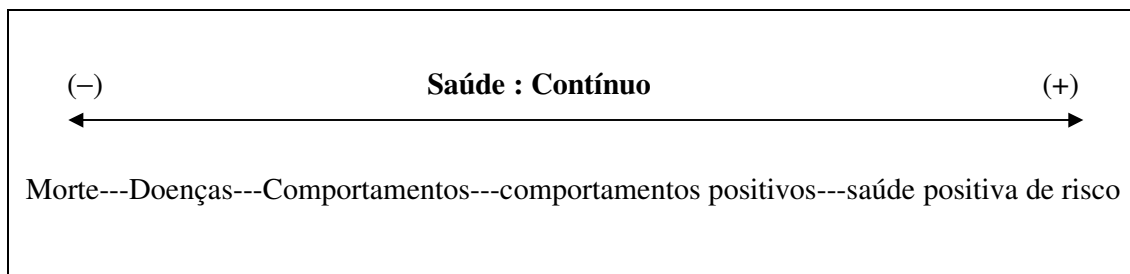 (–) Saúde : Contínuo (+)
Morte---Doenças---Comportamentos---comportamentos positivos---saúde positiva de risco